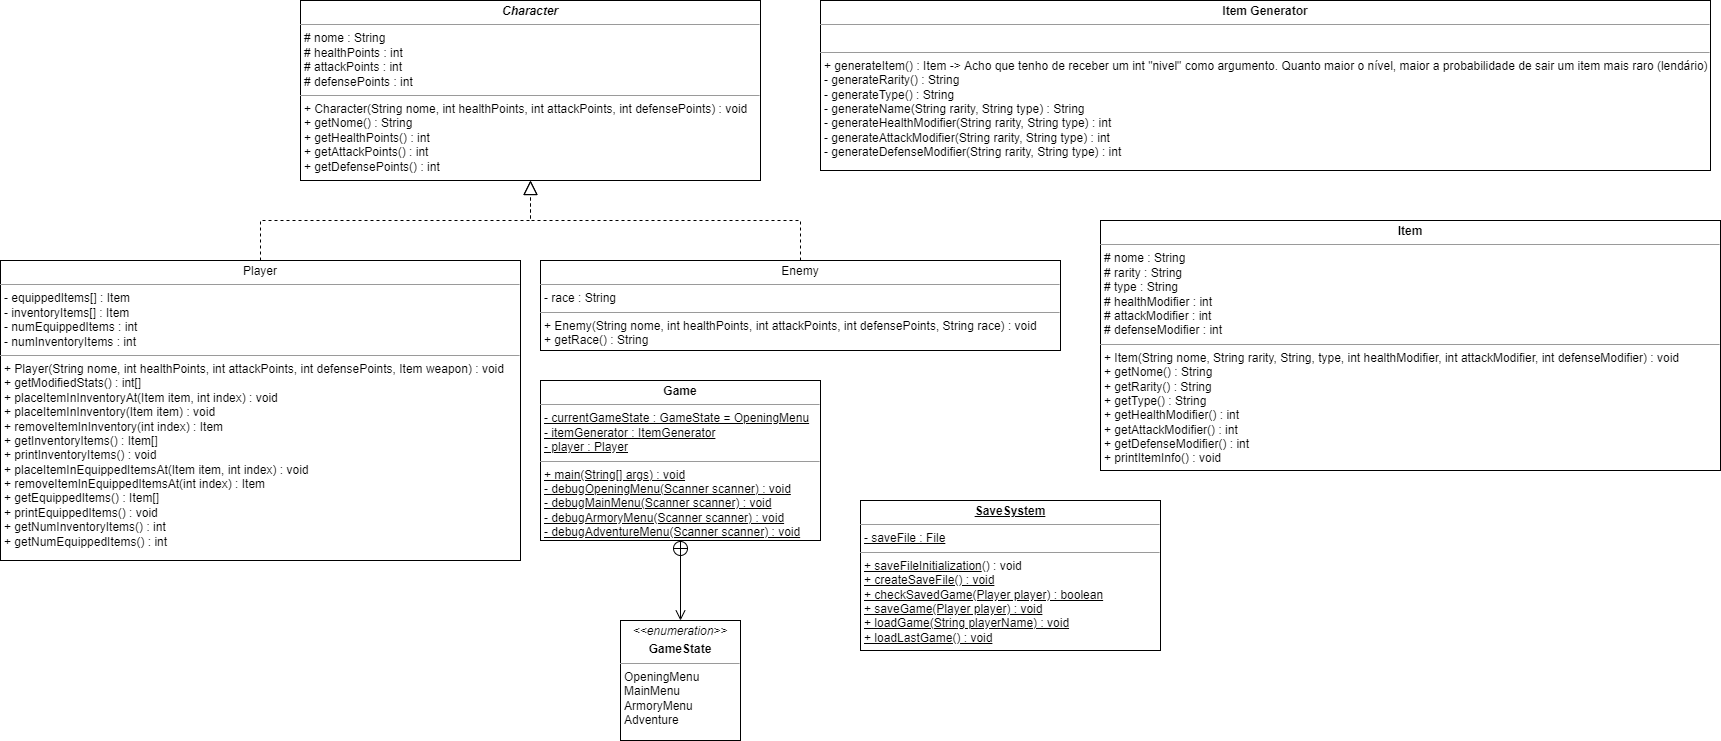 Character
# nome : String
# healthPoints : int
# attackPoints : int
# defensePoints : int
+ Character(String nome, int healthPoints, int attackPoints, int defensePoints) : void
+ getNome() : String
+ getHealthPoints() : int
+ getAttackPoints() : int
+ getDefensePoints() : int
Item Generator
+ generateItem() : Item -> Acho que tenho de receber um int "nivel" como argumento. Quanto maior o nível, maior a probabilidade de sair um item mais raro (lendário)
- generateRarity() : String
- generateType() : String
- generateName(String rarity, String type) : String
- generateHealthModifier(String rarity, String type) : int
- generateAttackModifier(String rarity, String type) : int
- generateDefenseModifier(String rarity, String type) : int
Player
- equippedItems[] : Item
- inventoryItems[] : Item
- numEquippedItems : int
- numInventoryItems : int
+ Player(String nome, int healthPoints, int attackPoints, int defensePoints, Item weapon) : void
+ getModifiedStats() : int[]
+ placeItemInInventoryAt(Item item, int index) : void
+ placeItemInInventory(Item item) : void
+ removeItemInInventory(int index) : Item
+ getInventoryItems() : Item[]
+ printInventoryItems() : void
+ placeItemInEquippedItemsAt(Item item, int index) : void
+ removeItemInEquippedItemsAt(int index) : Item
+ getEquippedItems() : Item[]
+ printEquippedItems() : void
+ getNumInventoryItems() : int
+ getNumEquippedItems() : int
Enemy
- race : String
+ Enemy(String nome, int healthPoints, int attackPoints, int defensePoints, String race) : void
+ getRace() : String
Item
# nome : String
# rarity : String
# type : String
# healthModifier : int
# attackModifier : int
# defenseModifier : int
+ Item(String nome, String rarity, String, type, int healthModifier, int attackModifier, int defenseModifier) : void
+ getNome() : String
+ getRarity() : String
+ getType() : String
+ getHealthModifier() : int
+ getAttackModifier() : int
+ getDefenseModifier() : int
+ printItemInfo() : void
Game
- currentGameState : GameState = OpeningMenu
- itemGenerator : ItemGenerator
- player : Player
+ main(String[] args) : void
- debugOpeningMenu(Scanner scanner) : void
- debugMainMenu(Scanner scanner) : void
- debugArmoryMenu(Scanner scanner) : void
- debugAdventureMenu(Scanner scanner) : void
SaveSystem
- saveFile : File
+ saveFileInitialization() : void
+ createSaveFile() : void
+ checkSavedGame(Player player) : boolean
+ saveGame(Player player) : void
+ loadGame(String playerName) : void
+ loadLastGame() : void
<<enumeration>>
GameState
OpeningMenu
MainMenu
ArmoryMenu
Adventure